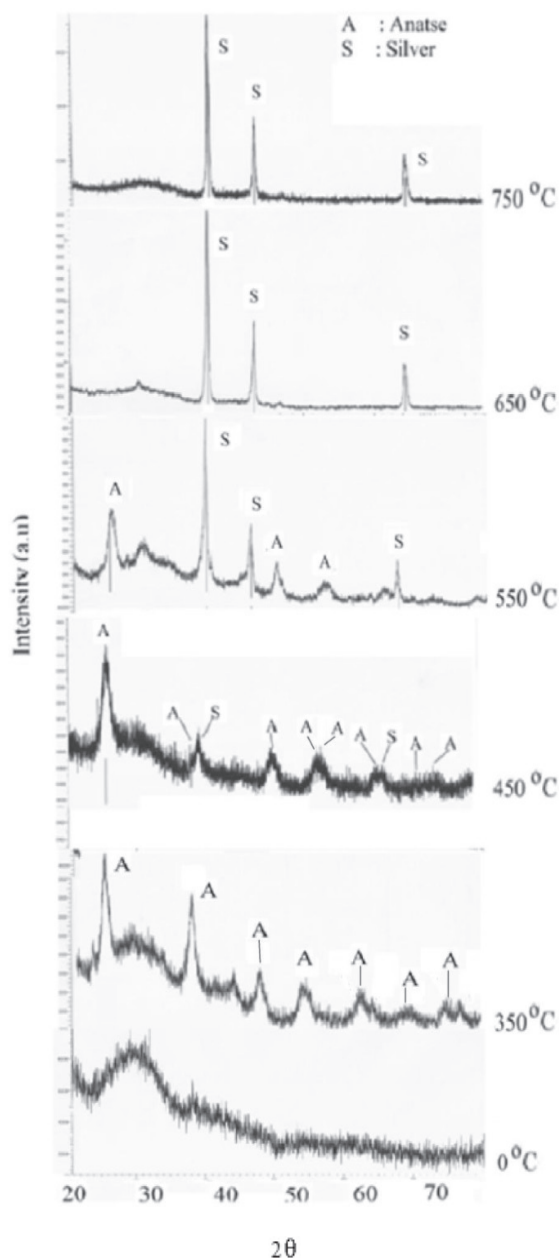 A : Anatse
S : Silver
S
S
S
750 °C
S
S
S
650 °C
A
S
S
A
A
S
550 °C
Intensity (a.u)
A
A S
A
A A
A S
A A
450 °C
A
A
A
A
A
A
A
350 °C
0 °C
20 30 40 50 60 70
2θ